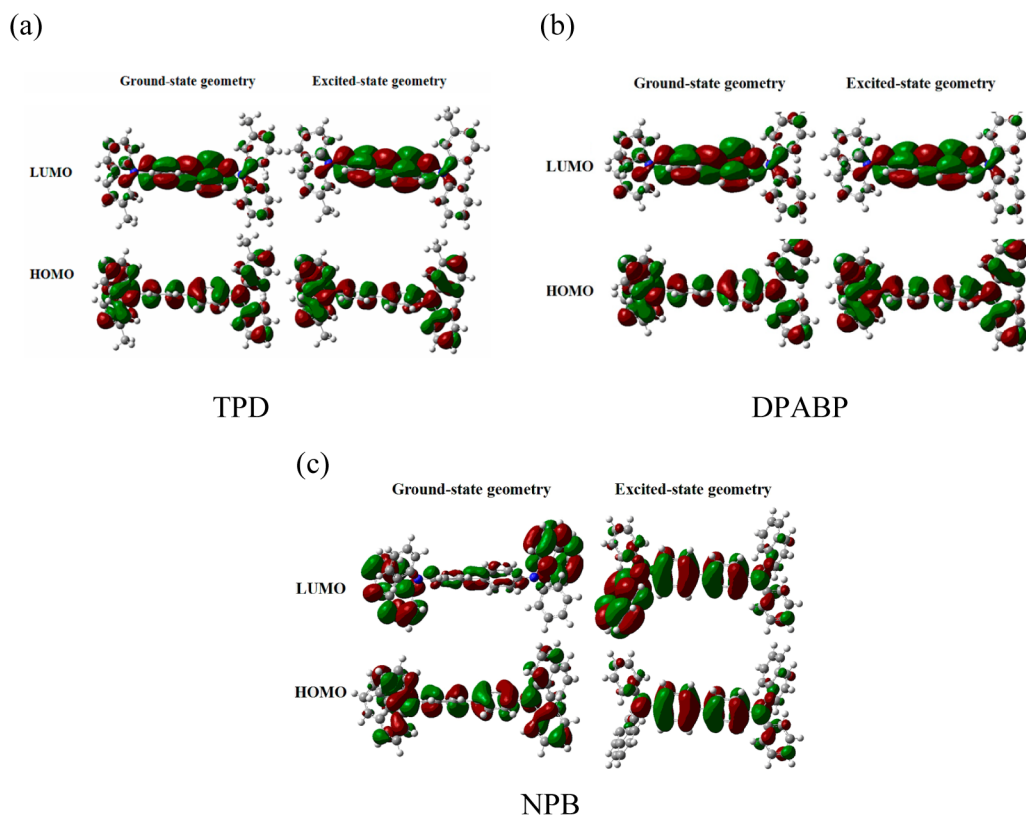 (a)
Ground-state geometry Excited-state geometry
LUMO
HOMO
TPD
(b)
Ground-state geometry Excited-state geometry
LUMO
HOMO
DPABP
(c)
Ground-state geometry Excited-state geometry
LUMO
HOMO
NPB